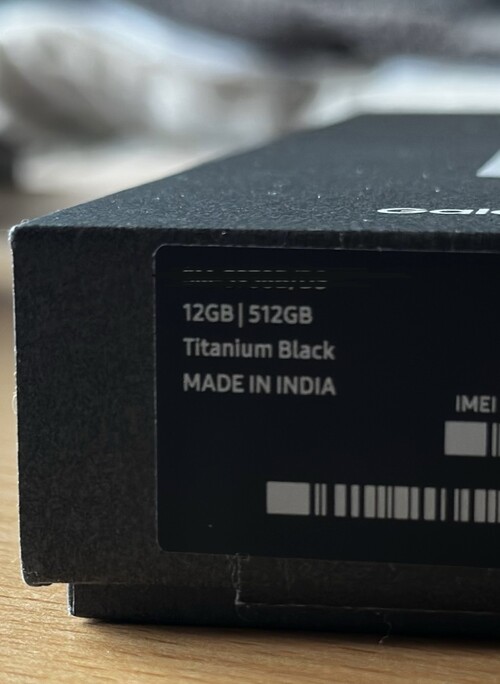 12GB | 512GB
Titanium Black
MADE IN INDIA
IMEI